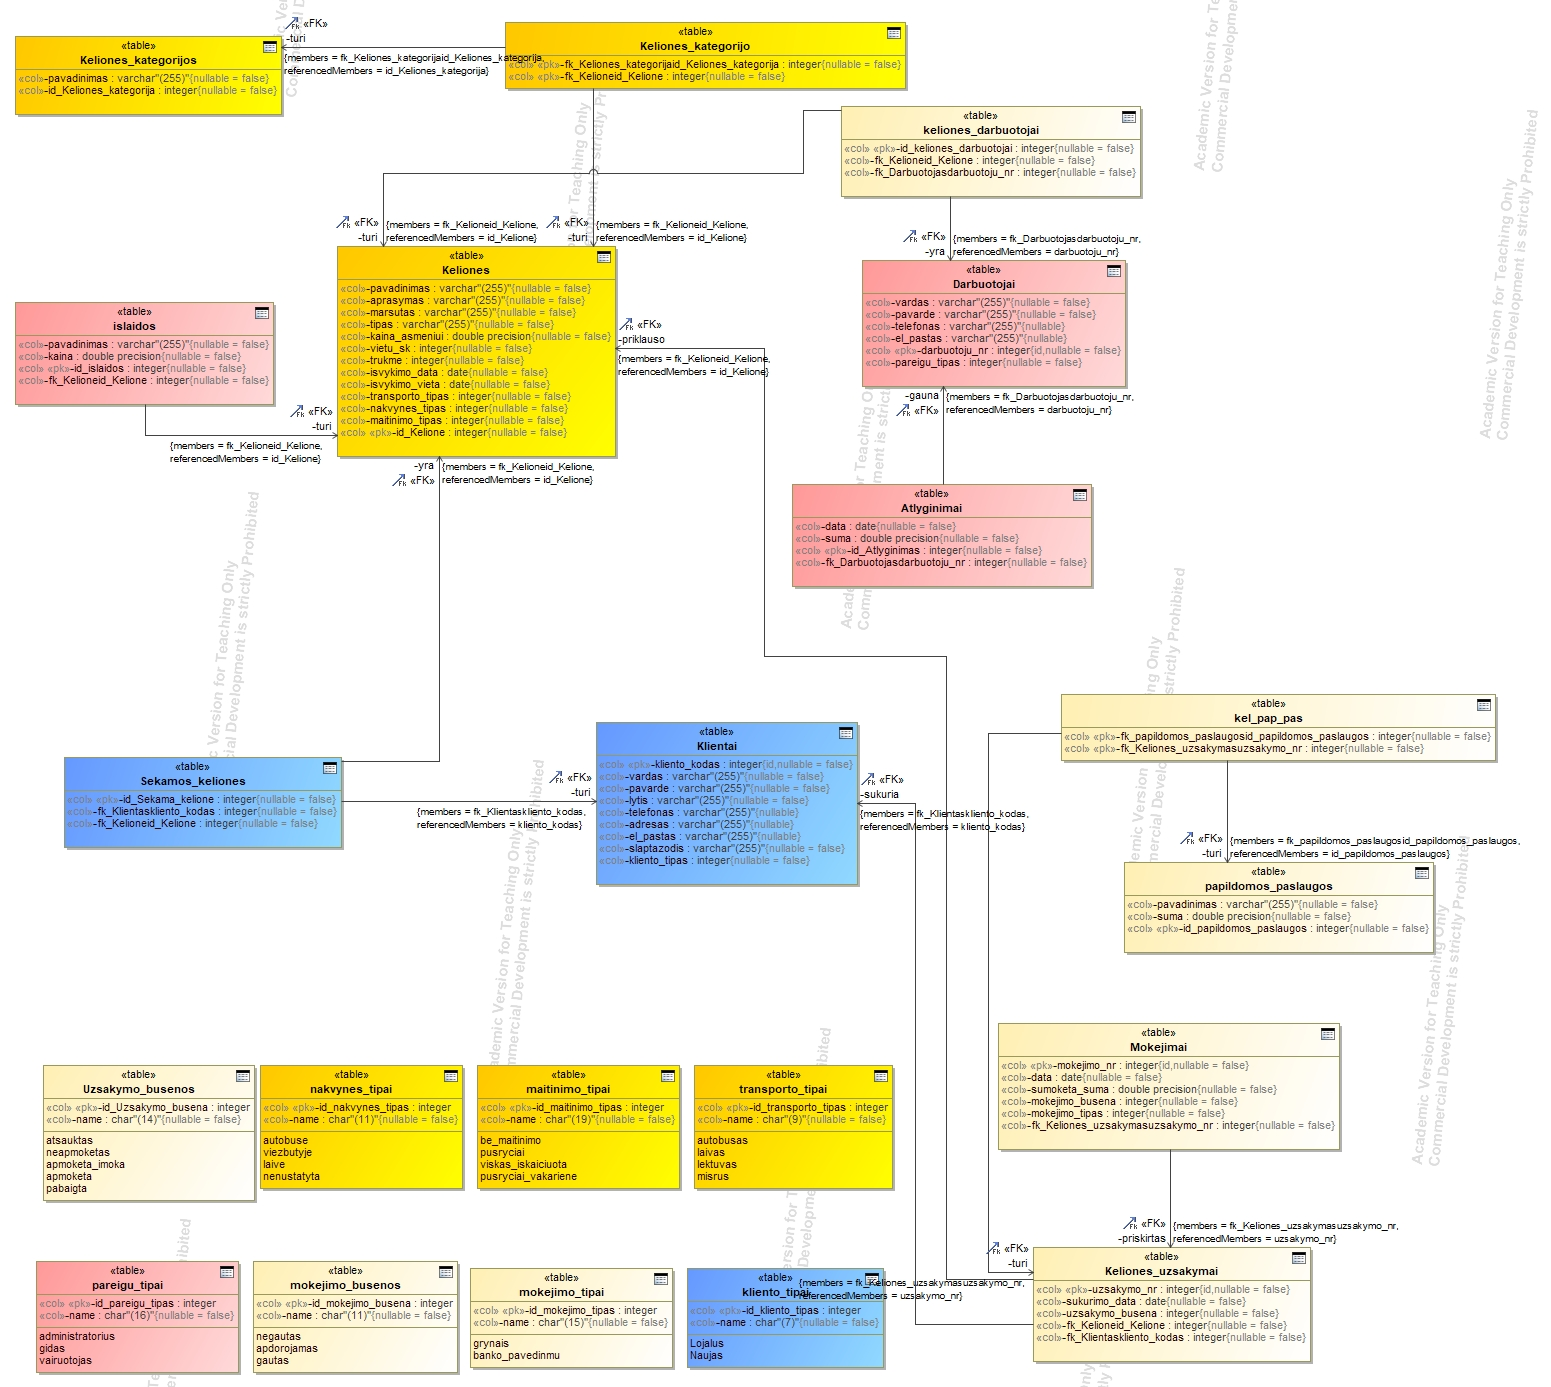 «table»
Keliones_kategorijos
«col»-pavadinimas : varchar"(255)"{nullable = false}
«col»-id_Keliones_kategorija : integer{nullable = false}
«FK»
-turi
{members = fk_Keliones_kategorijaid_Keliones_kategorija,
referencedMembers = id_Keliones_kategorija}
«table»
Keliones_kategorijo
«col» «pk»-fk_Keliones_kategorijaid_Keliones_kategorija : integer{nullable = false}
«col» «pk»-fk_Kelioneid_Kelione : integer{nullable = false}
«table»
keliones_darbuotojai
«col» «pk»-id_keliones_darbuotojai : integer{nullable = false}
«col»-fk_Kelioneid_Kelione : integer{nullable = false}
«col»-fk_Darbuotojasdarbuotoju_nr : integer{nullable = false}
«FK»
-turi
{members = fk_Kelioneid_Kelione,
referencedMembers = id_Kelione}
«FK»
-turi
{members = fk_Kelioneid_Kelione,
referencedMembers = id_Kelione}
«FK»
-yra
{members = fk_Darbuotojasdarbuotoju_nr,
referencedMembers = darbuotoju_nr}
«table»
Keliones
«col»-pavadinimas : varchar"(255)"{nullable = false}
«col»-aprasymas : varchar"(255)"{nullable = false}
«col»-marsutas : varchar"(255)"{nullable = false}
«col»-tipas : varchar"(255)"{nullable = false}
«col»-kaina_asmeniui : double precision{nullable = false}
«col»-vietu_sk : integer{nullable = false}
«col»-trukme : integer{nullable = false}
«col»-isvykimo_data : date{nullable = false}
«col»-isvykimo_vieta : date{nullable = false}
«col»-transporto_tipas : integer{nullable = false}
«col»-nakvynes_tipas : integer{nullable = false}
«col»-maitinimo_tipas : integer{nullable = false}
«col» «pk»-id_Kelione : integer{nullable = false}
«table»
Darbuotojai
«col»-vardas : varchar"(255)"{nullable = false}
«col»-pavarde : varchar"(255)"{nullable = false}
«col»-telefonas : varchar"(255)"{nullable}
«col»-el_pastas : varchar"(255)"{nullable}
«col» «pk»-darbuotoju_nr : integer{id,nullable = false}
«col»-pareigu_tipas : integer{nullable = false}
«table»
islaidos
«col»-pavadinimas : varchar"(255)"{nullable = false}
«col»-kaina : double precision{nullable = false}
«col» «pk»-id_islaidos : integer{nullable = false}
«col»-fk_Kelioneid_Kelione : integer{nullable = false}
«FK»
-turi
{members = fk_Kelioneid_Kelione,
referencedMembers = id_Kelione}
«FK»
-priklauso
{members = fk_Kelioneid_Kelione,
referencedMembers = id_Kelione}
-gauna
«FK»
{members = fk_Darbuotojasdarbuotoju_nr,
referencedMembers = darbuotoju_nr}
-yra
«FK»
{members = fk_Kelioneid_Kelione,
referencedMembers = id_Kelione}
«table»
Atlyginimai
«col»-data : date{nullable = false}
«col»-suma : double precision{nullable = false}
«col» «pk»-id_Atlyginimas : integer{nullable = false}
«col»-fk_Darbuotojasdarbuotoju_nr : integer{nullable = false}
«table»
kel_pap_pas
«col» «pk»-fk_papildomos_paslaugosid_papildomos_paslaugos : integer{nullable = false}
«col» «pk»-fk_Keliones_uzsakymasuzsakymo_nr : integer{nullable = false}
«table»
Sekamos_keliones
«col» «pk»-id_Sekama_kelione : integer{nullable = false}
«col»-fk_Klientaskliento_kodas : integer{nullable = false}
«col»-fk_Kelioneid_Kelione : integer{nullable = false}
«FK»
-turi
{members = fk_Klientaskliento_kodas,
referencedMembers = kliento_kodas}
«table»
Klientai
«col» «pk»-kliento_kodas : integer{id,nullable = false}
«col»-vardas : varchar"(255)"{nullable = false}
«col»-pavarde : varchar"(255)"{nullable = false}
«col»-lytis : varchar"(255)"{nullable = false}
«col»-telefonas : varchar"(255)"{nullable}
«col»-adresas : varchar"(255)"{nullable}
«col»-el_pastas : varchar"(255)"{nullable = false}
«col»-slaptazodis : varchar"(255)"{nullable = false}
«col»-kliento_tipas : integer{nullable = false}
«FK»
-sukuria
{members = fk_Klientaskliento_kodas,
referencedMembers = kliento_kodas}
«FK»
-turi
{members = fk_papildomos_paslaugosid_papildomos_paslaugos,
referencedMembers = id_papildomos_paslaugos}
«table»
papildomos_paslaugos
«col»-pavadinimas : varchar"(255)"{nullable = false}
«col»-suma : double precision{nullable = false}
«col» «pk»-id_papildomos_paslaugos : integer{nullable = false}
«table»
Mokejimai
«col» «pk»-mokejimo_nr : integer{id,nullable = false}
«col»-data : date{nullable = false}
«col»-sumoketa_suma : double precision{nullable = false}
«col»-mokejimo_busena : integer{nullable = false}
«col»-mokejimo_tipas : integer{nullable = false}
«col»-fk_Keliones_uzsakymasuzsakymo_nr : integer{nullable = false}
«table»
Uzsakymo_busenos
«col» «pk»-id_Uzsakymo_busena : integer
«col»-name : char"(14)"{nullable = false}
atsauktas
neapmoketas
apmoketa_imoka
apmoketa
pabaigta
«table»
nakvynes_tipai
«col» «pk»-id_nakvynes_tipas : integer
«col»-name : char"(11)"{nullable = false}
autobuse
viezbutyje
laive
nenustatyta
«table»
maitinimo_tipai
«col» «pk»-id_maitinimo_tipas : integer
«col»-name : char"(19)"{nullable = false}
be_maitinimo
pusryciai
viskas_iskaiciuota
pusryciai_vakariene
«table»
transporto_tipai
«col» «pk»-id_transporto_tipas : integer
«col»-name : char"(9)"{nullable = false}
autobusas
laivas
lektuvas
misrus
«FK»
-priskirtas
{members = fk_Keliones_uzsakymasuzsakymo_nr,
referencedMembers = uzsakymo_nr}
«FK»
-turi
{members = fk_Keliones_uzsakymasuzsakymo_nr,
referencedMembers = uzsakymo_nr}
«table»
pareigu_tipai
«col» «pk»-id_pareigu_tipas : integer
«col»-name : char"(16)"{nullable = false}
administratorius
gidas
vairuotojas
«table»
mokejimo_busenos
«col» «pk»-id_mokejimo_busena : integer
«col»-name : char"(11)"{nullable = false}
negautas
apdorojamas
gautas
«table»
mokejimo_tipai
«col» «pk»-id_mokejimo_tipas : integer
«col»-name : char"(15)"{nullable = false}
grynais
banko_pavedinmu
«table»
kliento_tipai
«col» «pk»-id_kliento_tipas : integer
«col»-name : char"(7)"{nullable = false}
Lojalus
Naujas
«table»
Keliones_uzsakymai
«col» «pk»-uzsakymo_nr : integer{id,nullable = false}
«col»-sukurimo_data : date{nullable = false}
«col»-uzsakymo_busena : integer{nullable = false}
«col»-fk_Kelioneid_Kelione : integer{nullable = false}
«col»-fk_Klientaskliento_kodas : integer{nullable = false}
Academic Version for Teaching Only
Commercial Development is strictly Prohibited